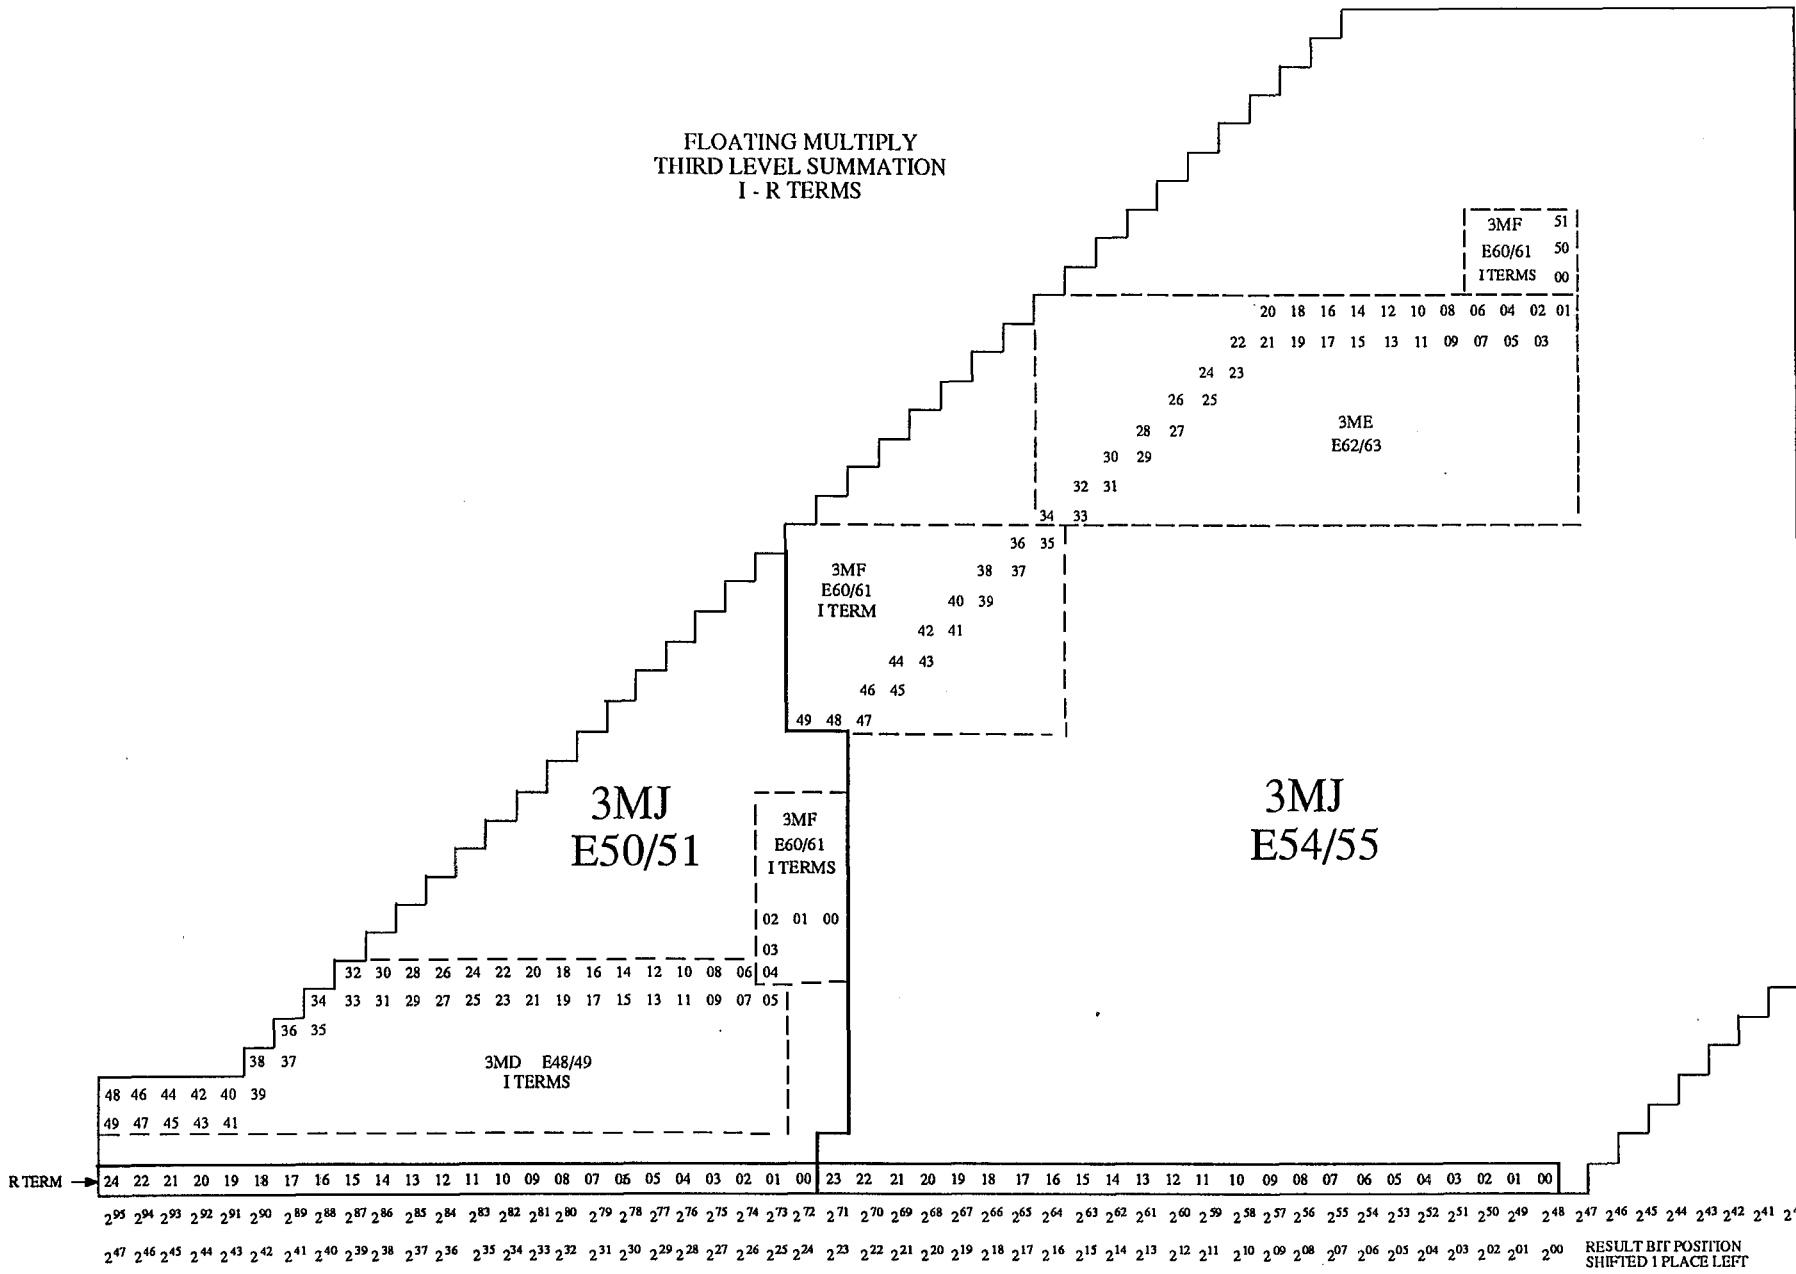 FLOATING MULTIPLY
THIRD LEVEL SUMMATION
I - R TERMS
3MF 51
E60/61 50
I TERMS 00
20 18 16 14 12 10 08 06 04 02 01
22 21 19 17 15 13 11 09 07 05 03
24 23
26 25
3ME
28 27
E62/63
30 29
32 31
34 33
36 35
3MF
38 37
E60/61
40 39
I TERM
42 41
44 43
46 45
49 48 47
3MJ
E50/51
3MJ
E54/55
3MF
E60/61
I TERMS
02 01 00
03
32 30 28 26 24 22 20 18 16 14 12 10 08 06 04
34 33 31 29 27 25 23 21 19 17 15 13 11 09 07 05
36 35
38 37
3MD E48/49
I TERMS
48 46 44 42 40 39
49 47 45 43 41
R TERM 24 22 21 20 19 18 17 16 15 14 13 12 11 10 09 08 07 06 05 04 03 02 01 00 23 22 21 20 19 18 17 16 15 14 13 12 11 10 09 08 07 06 05 04 03 02 01 00
2⁹⁵ 2⁹⁴ 2⁹³ 2⁹² 2⁹¹ 2⁹⁰ 2⁸⁹ 2⁸⁸ 2⁸⁷ 2⁸⁶ 2⁸⁵ 2⁸⁴ 2⁸³ 2⁸² 2⁸¹ 2⁸⁰ 2⁷⁹ 2⁷⁸ 2⁷⁷ 2⁷⁶ 2⁷⁵ 2⁷⁴ 2⁷³ 2⁷² 2⁷¹ 2⁷⁰ 2⁶⁹ 2⁶⁸ 2⁶⁷ 2⁶⁶ 2⁶⁵ 2⁶⁴ 2⁶³ 2⁶² 2⁶¹ 2⁶⁰ 2⁵⁹ 2⁵⁸ 2⁵⁷ 2⁵⁶ 2⁵⁵ 2⁵⁴ 2⁵³ 2⁵² 2⁵¹ 2⁵⁰ 2⁴⁹ 2⁴⁸ 2⁴⁷ 2⁴⁶ 2⁴⁵ 2⁴⁴ 2⁴³ 2⁴² 2⁴¹
2⁴⁷ 2⁴⁶ 2⁴⁵ 2⁴⁴ 2⁴³ 2⁴² 2⁴¹ 2⁴⁰ 2³⁹ 2³⁸ 2³⁷ 2³⁶ 2³⁵ 2³⁴ 2³³ 2³² 2³¹ 2³⁰ 2²⁹ 2²⁸ 2²⁷ 2²⁶ 2²⁵ 2²⁴ 2²³ 2²² 2²¹ 2²⁰ 2¹⁹ 2¹⁸ 2¹⁷ 2¹⁶ 2¹⁵ 2¹⁴ 2¹³ 2¹² 2¹¹ 2¹⁰ 2⁰⁹ 2⁰⁸ 2⁰⁷ 2⁰⁶ 2⁰⁵ 2⁰⁴ 2⁰³ 2⁰² 2⁰¹ 2⁰⁰
RESULT BIT POSITION
SHIFTED 1 PLACE LEFT